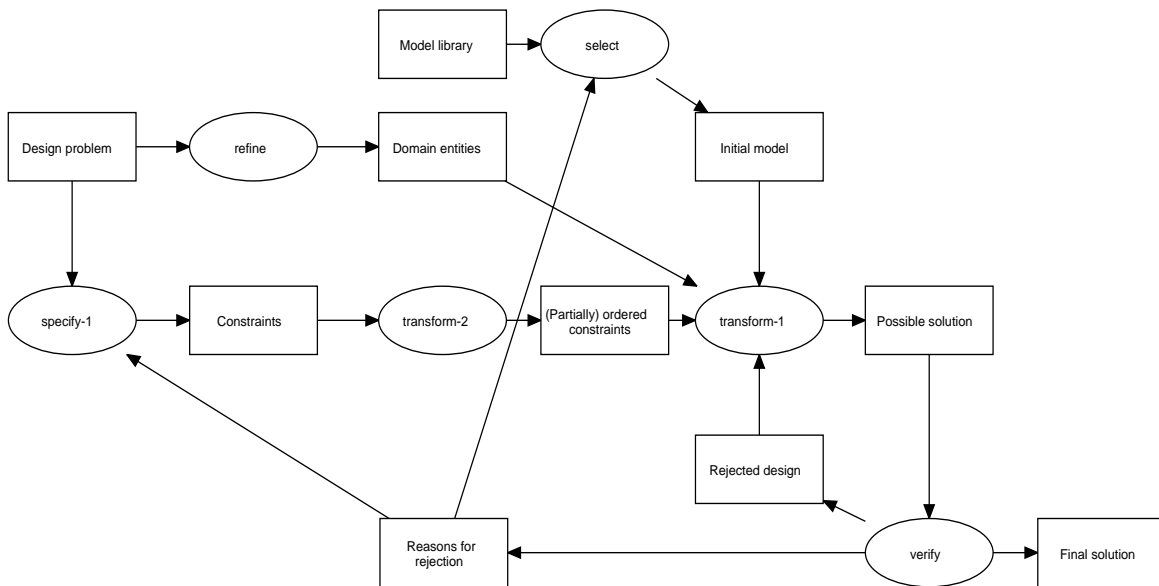 Model library
select
Design problem
refine
Domain entities
Initial model
specify-1
Constraints
transform-2
(Partially) ordered
constraints
transform-1
Possible solution
Rejected design
Reasons for
rejection
verify
Final solution